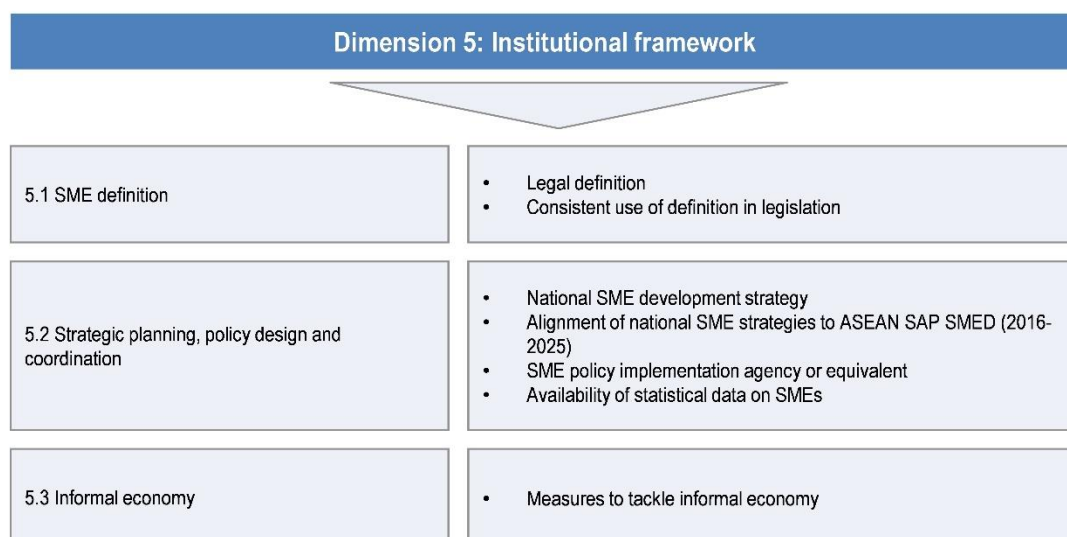 Dimension 5: Institutional framework
5.1 SME definition
• Legal definition
• Consistent use of definition in legislation
5.2 Strategic planning, policy design and
coordination
• National SME development strategy
• Alignment of national SME strategies to ASEAN SAP SMED (2016-
2025)
• SME policy implementation agency or equivalent
• Availability of statistical data on SMEs
5.3 Informal economy
• Measures to tackle informal economy